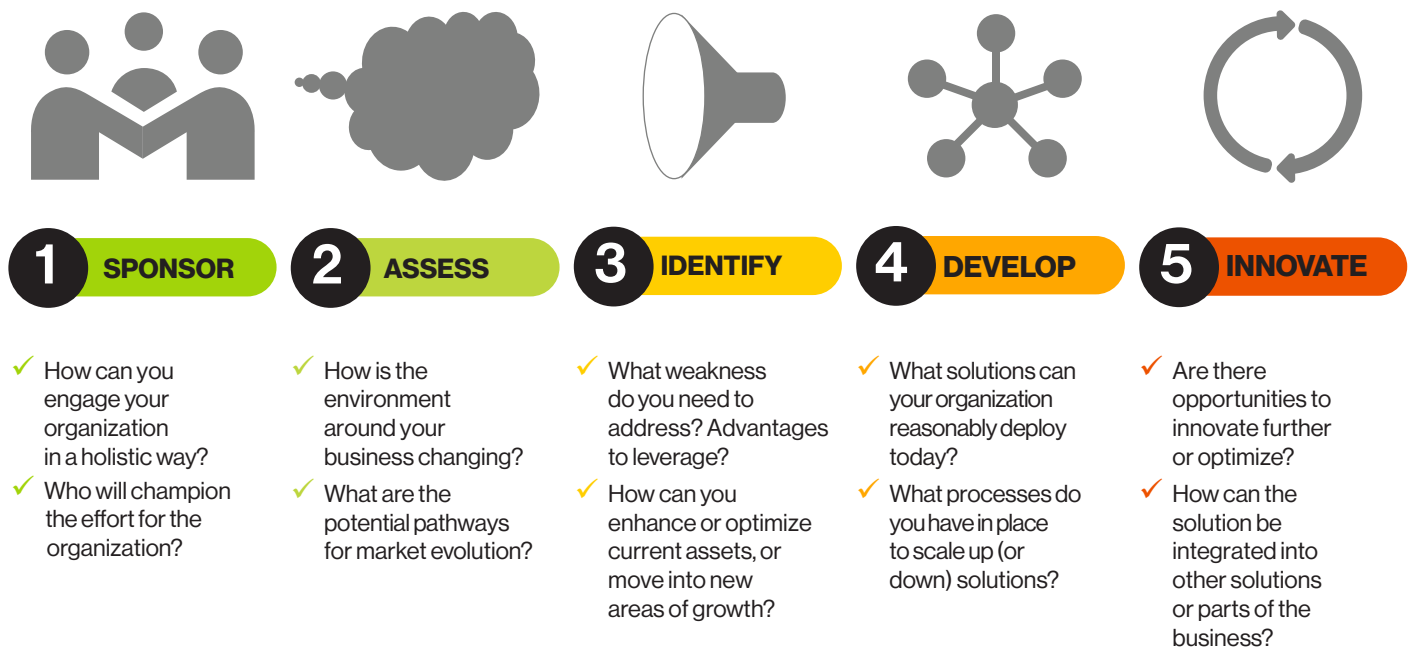 1 SPONSOR
How can you
engage your
organization
in a holistic way?
Who will champion
the effort for the
organization?
2 ASSESS
How is the
environment
around your
business changing?
What are the
potential pathways
for market evolution?
3 IDENTIFY
What weakness
do you need to
address? Advantages
to leverage?
How can you
enhance or optimize
current assets, or
move into new
areas of growth?
4 DEVELOP
What solutions can
your organization
reasonably deploy
today?
What processes do
you have in place
to scale up (or
down) solutions?
5 INNOVATE
Are there
opportunities to
innovate further
or optimize?
How can the
solution be
integrated into
other solutions
or parts of the
business?